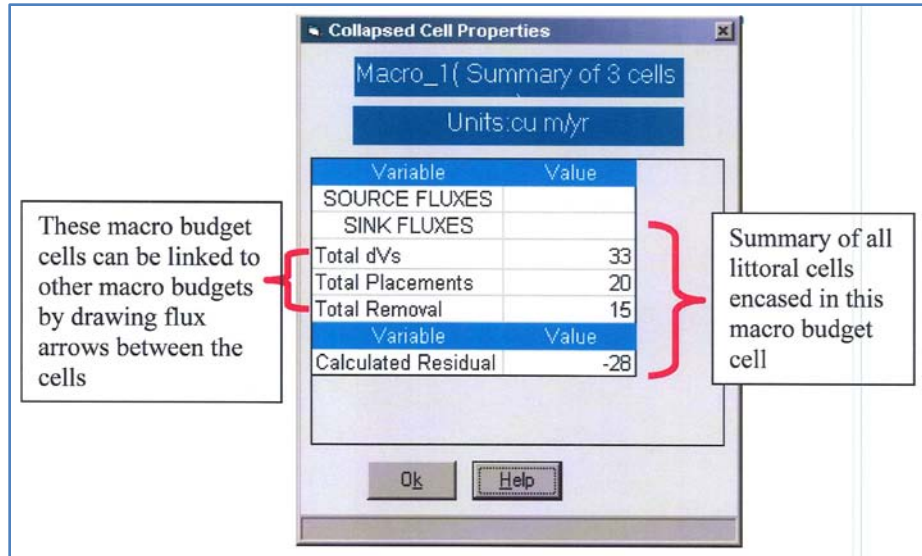 Collapsed Cell Properties
Macro_1( Summary of 3 cells
)
Units:cu m/yr
Variable Value
SOURCE FLUXES
SINK FLUXES
Total dVs 33
Total Placements 20
Total Removal 15
Variable Value
Calculated Residual -28
Ok Help
These macro budget
cells can be linked to
other macro budgets
by drawing flux
arrows between the
cells
Summary of all
littoral cells
encased in this
macro budget
cell